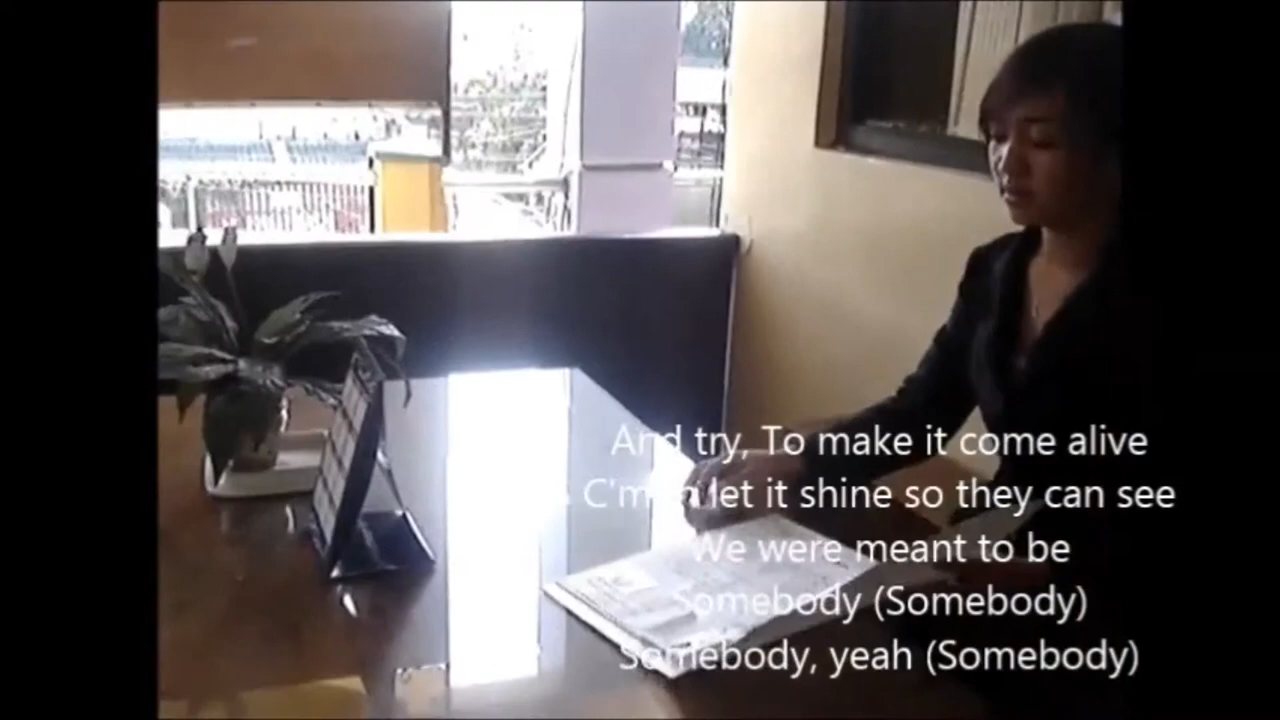 And try, To make it come alive
C'mon let it shine so they can see
We were meant to be
Somebody (Somebody)
Somebody, yeah (Somebody)